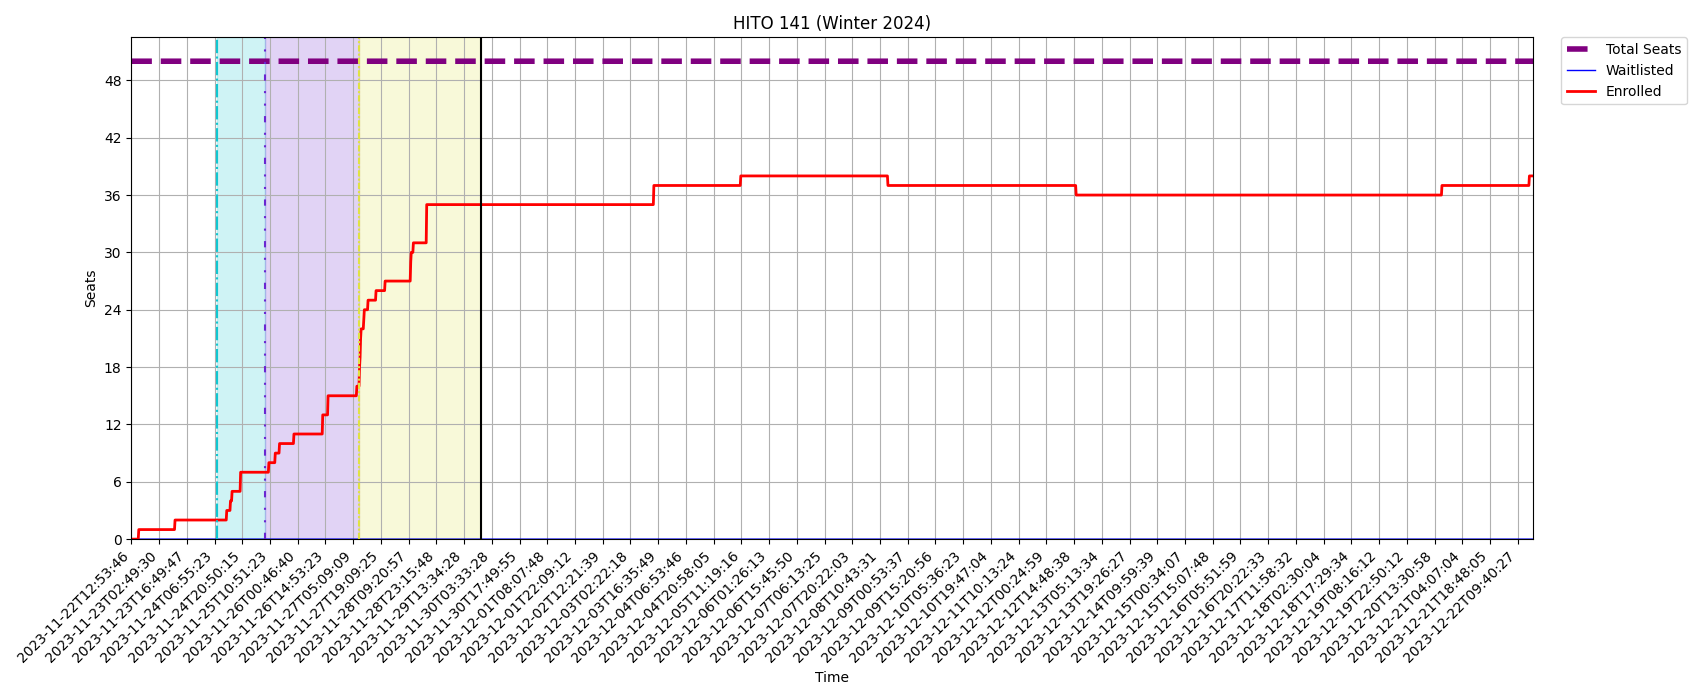 HITO 141 (Winter 2024)
Total Seats
Waitlisted
Enrolled
Seats
48
42
36
30
24
18
12
6
0
2023-11-22T12:53:46
2023-11-23T02:49:30
2023-11-23T16:49:47
2023-11-24T06:55:23
2023-11-24T20:50:15
2023-11-25T10:51:23
2023-11-26T00:46:40
2023-11-26T14:53:23
2023-11-27T05:09:09
2023-11-27T19:09:25
2023-11-28T09:20:57
2023-11-28T23:15:48
2023-11-29T13:34:28
2023-11-30T03:33:28
2023-11-30T17:49:55
2023-12-01T08:07:48
2023-12-01T22:09:12
2023-12-02T12:21:39
2023-12-03T02:22:18
2023-12-03T16:35:49
2023-12-04T06:53:46
2023-12-04T20:58:05
2023-12-05T11:19:16
2023-12-06T01:26:13
2023-12-06T15:45:50
2023-12-07T06:13:25
2023-12-07T20:22:03
2023-12-08T10:43:31
2023-12-09T00:53:37
2023-12-09T15:20:56
2023-12-10T05:36:23
2023-12-10T19:47:04
2023-12-11T10:13:24
2023-12-12T00:24:59
2023-12-12T14:48:38
2023-12-13T05:13:34
2023-12-13T19:26:27
2023-12-14T09:59:39
2023-12-15T00:34:07
2023-12-15T15:07:48
2023-12-16T05:51:59
2023-12-16T20:22:33
2023-12-17T11:58:32
2023-12-18T02:30:04
2023-12-18T17:29:34
2023-12-19T08:16:12
2023-12-19T22:50:12
2023-12-20T13:30:58
2023-12-21T04:07:04
2023-12-21T18:48:05
2023-12-22T09:40:27
Time